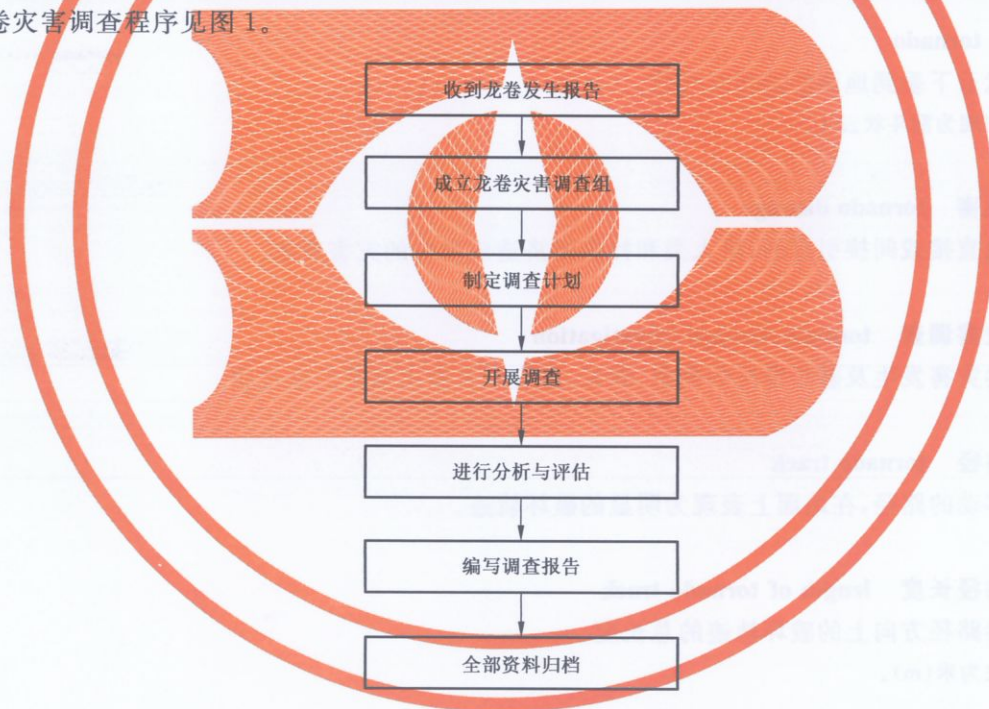 卷灾害调查程序见图 1。
收到龙卷发生报告
成立龙卷灾害调查组
制定调查计划
开展调查
进行分析与评估
编写调查报告
全部资料归档